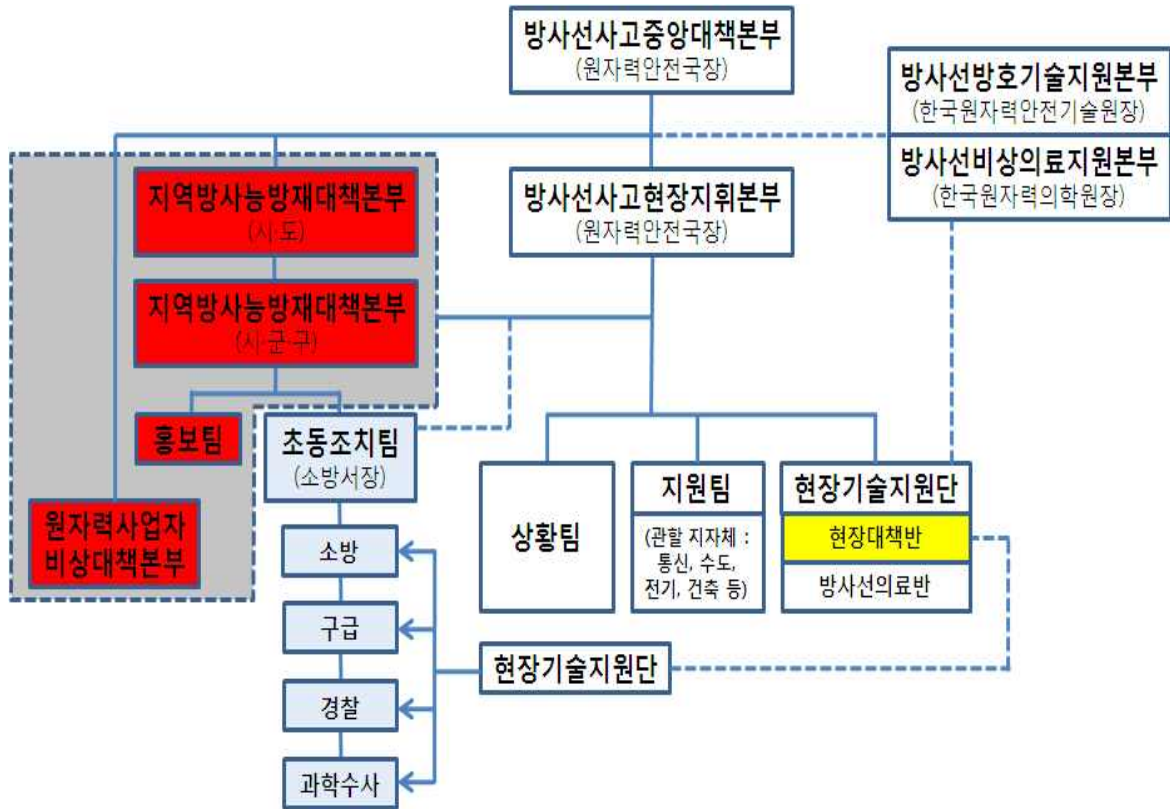 방사선사고중앙대책본부
(원자력안전국장)
방사선방호기술지원본부
(한국원자력안전기술원장)
방사선비상의료지원본부
(한국원자력의학원장)
지역방사능방재대책본부
(시·도)
방사선사고현장지휘본부
(원자력안전국장)
지역방사능방재대책본부
(시·군·구)
홍보팀
초동조치팀
(소방서장)
원자력사업자
비상대책본부
상황팀
지원팀
(관할 지자체 :
통신, 수도,
전기, 건축 등)
현장기술지원단
현장대책반
방사선의료반
소방
구급
현장기술지원단
경찰
과학수사